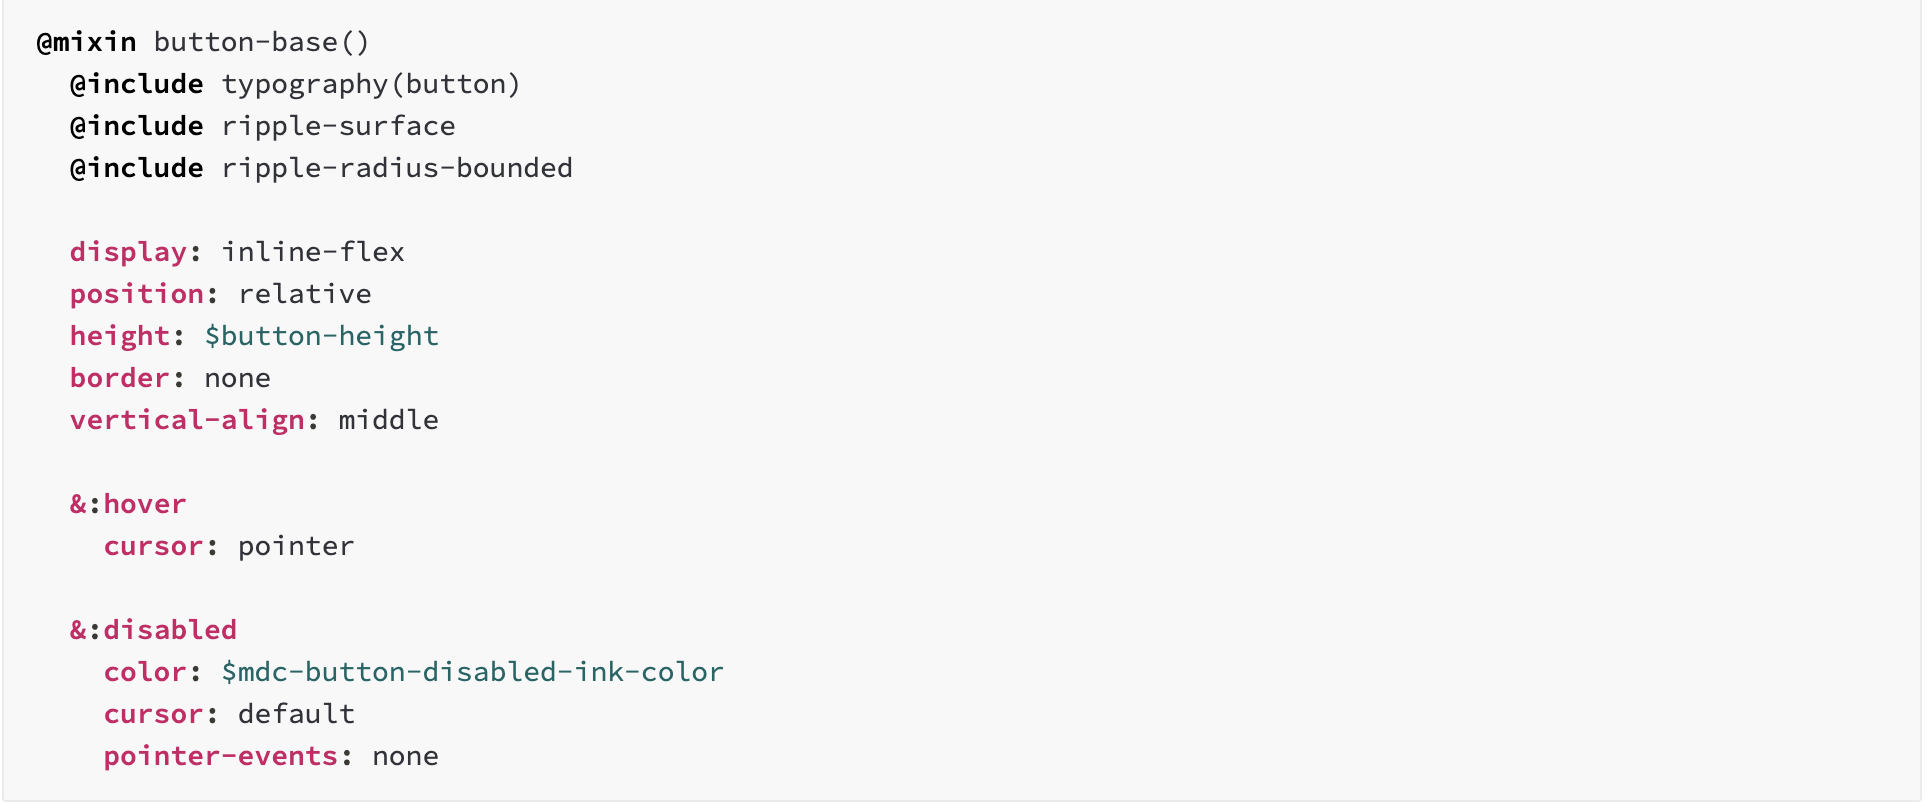 @mixin button-base()
  @include typography(button)
  @include ripple-surface
  @include ripple-radius-bounded

  display: inline-flex
  position: relative
  height: $button-height
  border: none
  vertical-align: middle

  &:hover
    cursor: pointer

  &:disabled
    color: $mdc-button-disabled-ink-color
    cursor: default
    pointer-events: none